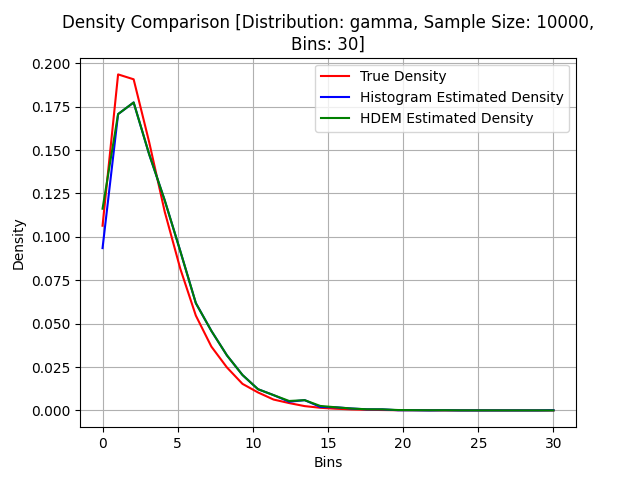 Density Comparison [Distribution: gamma, Sample Size: 10000,
Bins: 30]
True Density
Histogram Estimated Density
HDEM Estimated Density
Density
0.200
0.175
0.150
0.125
0.100
0.075
0.050
0.025
0.000
0 5 10 15 20 25 30
Bins